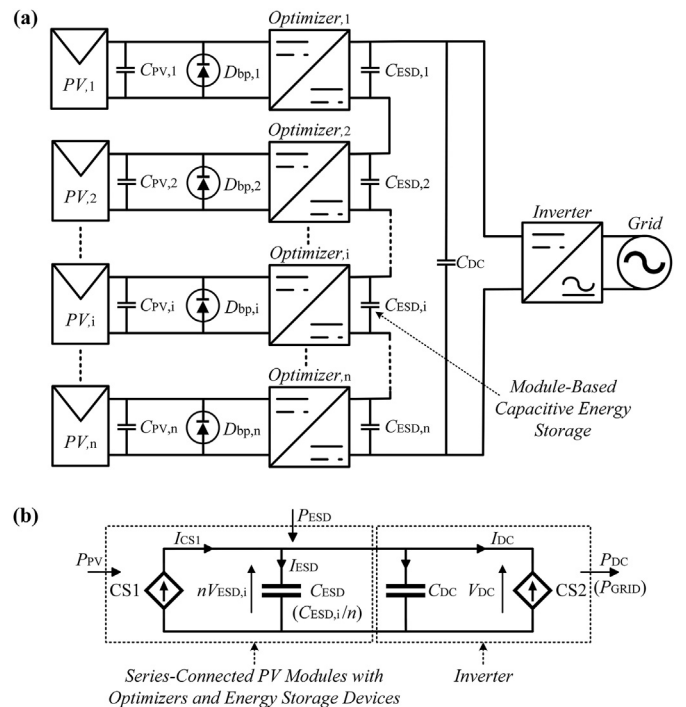 (a)
Optimizer,1
PV,1
CPV,1
Dbp,1
CESD,1
Optimizer,2
PV,2
CPV,2
Dbp,2
CESD,2
Inverter
Grid
Optimizer,i
CDC
PV,i
CPV,i
Dbp,i
CESD,i
Optimizer,n
Module-Based
Capacitive Energy
Storage
PV,n
CPV,n
Dbp,n
CESD,n
(b)
PESD
ICS1
IDC
PPV
PDC
IESD
CS1
nVESD,i
CESD
CDC
VDC
CS2
(PGRID)
(CESD,i/n)
Series-Connected PV Modules with
Optimizers and Energy Storage Devices
Inverter